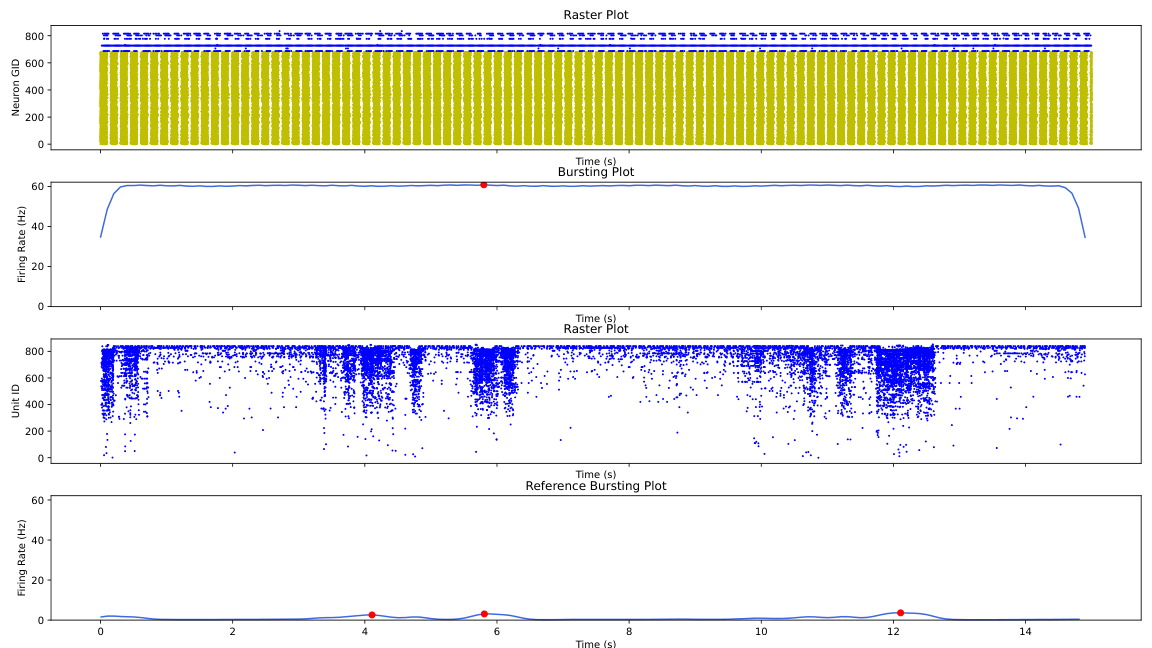 Raster Plot
800
600
400
200
0
Neuron GID
Time (s)
Bursting Plot
60
40
20
0
Firing Rate (Hz)
Time (s)
Raster Plot
800
600
400
200
0
Unit ID
Time (s)
Reference Bursting Plot
60
40
20
0
Firing Rate (Hz)
0 2 4 6 8 10 12 14
Time (s)